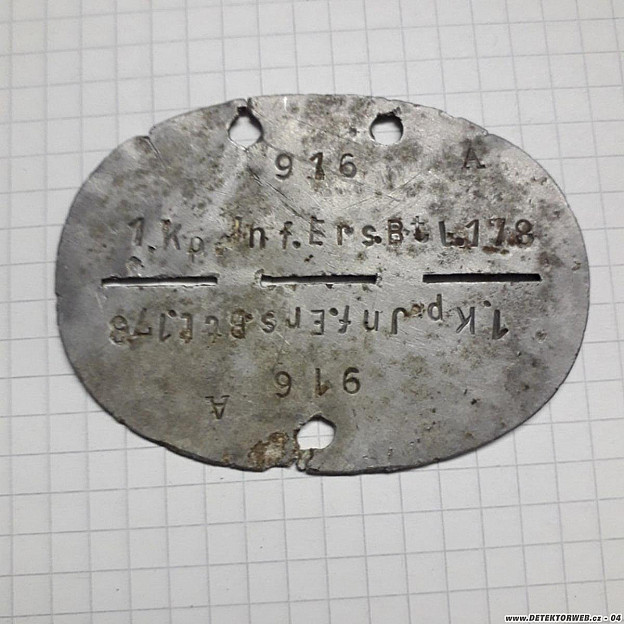 916 A
1.Kp.Jnf.Ers.Btl.178
1.Kp.Jnf.Ers.Btl.178
916 A
www.DETEKTORWEB.cz - 04